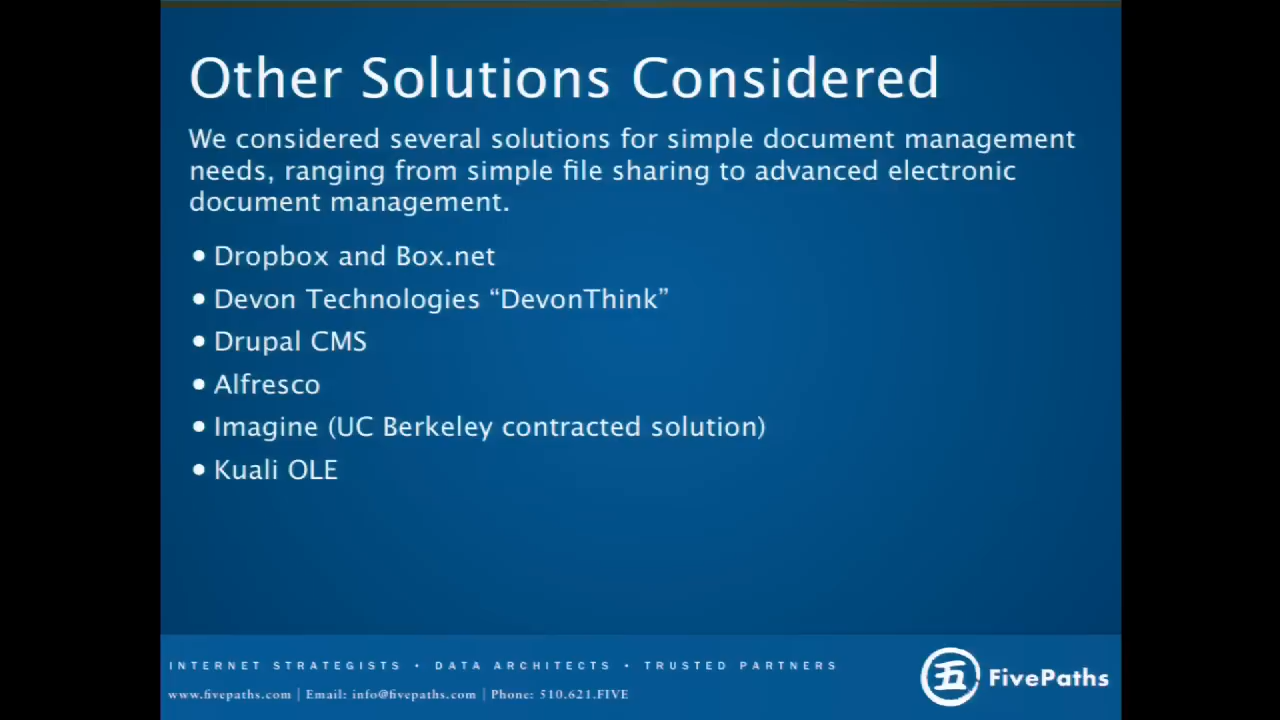 Other Solutions Considered
We considered several solutions for simple document management
needs, ranging from simple file sharing to advanced electronic
document management.
• Dropbox and Box.net
• Devon Technologies “DevonThink”
• Drupal CMS
• Alfresco
• Imagine (UC Berkeley contracted solution)
• Kuali OLE
INTERNET STRATEGISTS • DATA ARCHITECTS • TRUSTED PARTNERS
www.fivepaths.com | Email: info@fivepaths.com | Phone: 510.621.FIVE
五 FivePaths